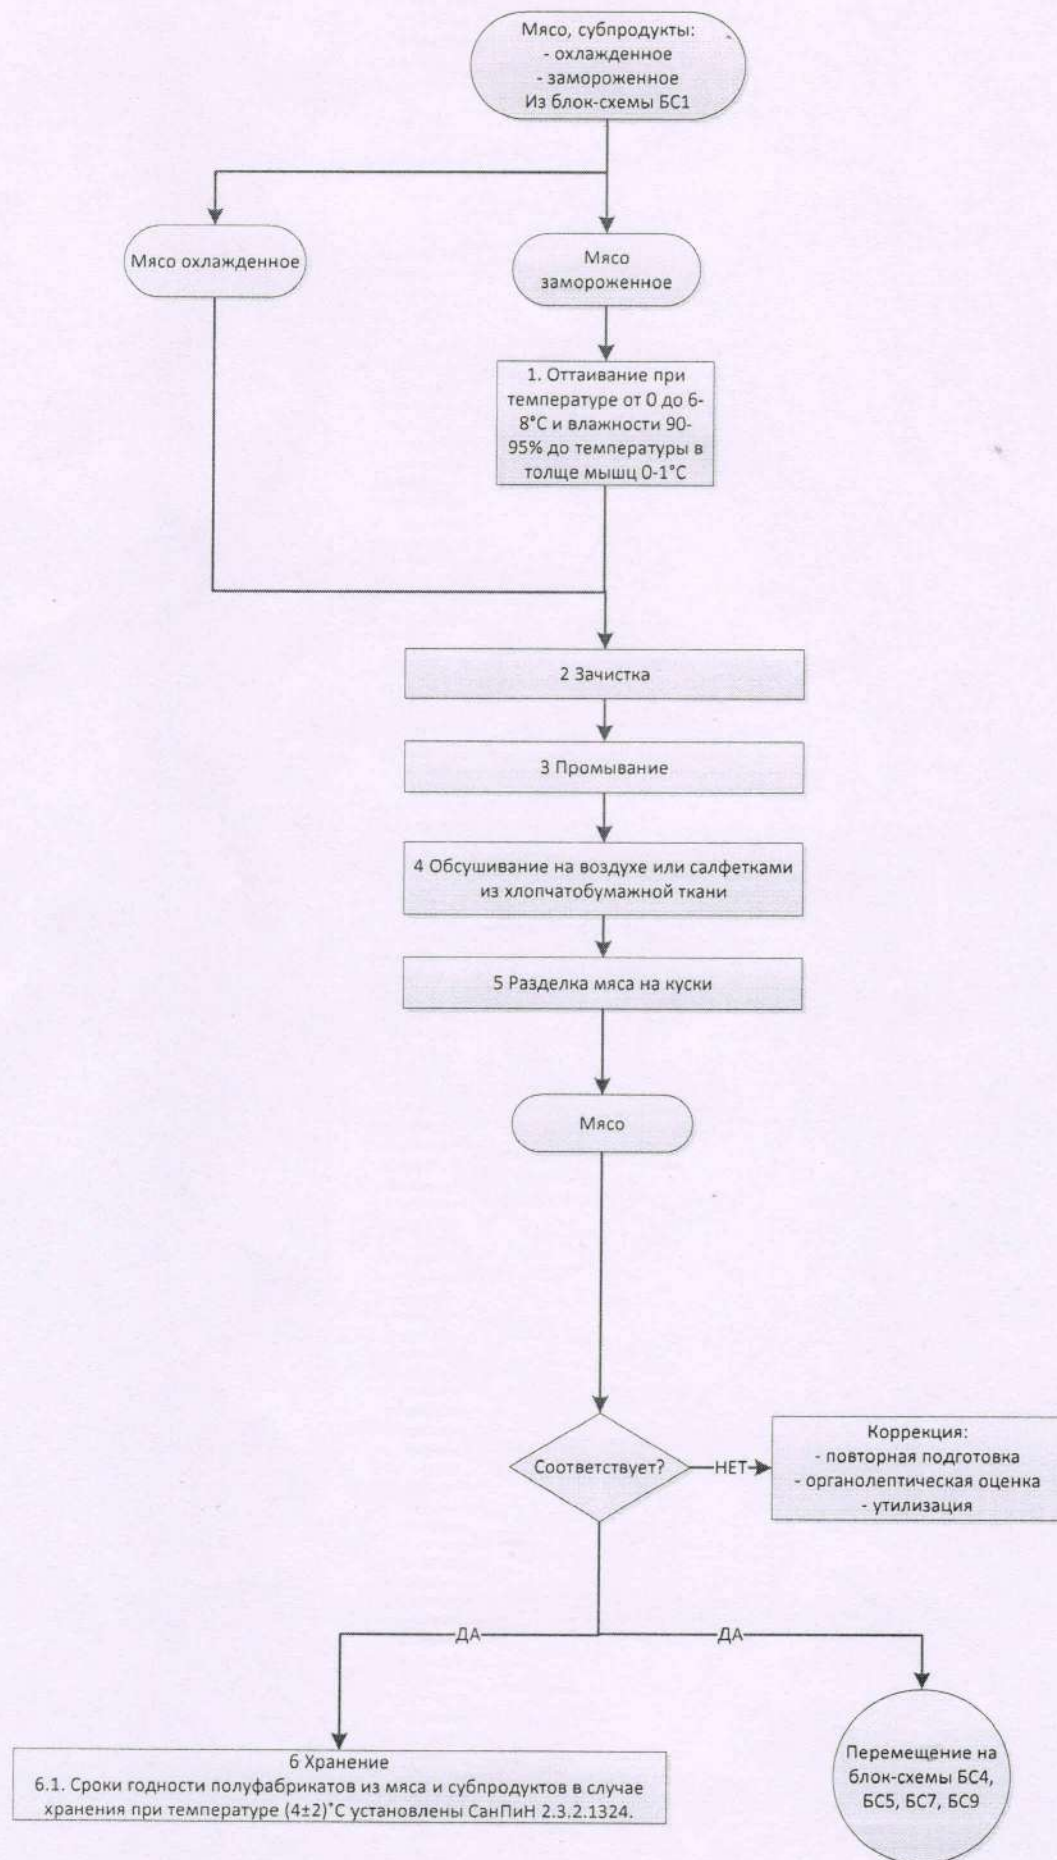 Мясо, субпродукты:
- охлажденное
- замороженное
Из блок-схемы БС1
Мясо охлажденное
Мясо
замороженное
1. Оттаивание при
температуре от 0 до 6-
8°С и влажности 90-
95% до температуры в
толще мышц 0-1°С
2 Зачистка
3 Промывание
4 Обсушивание на воздухе или салфетками
из хлопчатобумажной ткани
5 Разделка мяса на куски
Мясо
Соответствует?
НЕТ
Коррекция:
- повторная подготовка
- органолептическая оценка
- утилизация
ДА
ДА
6 Хранение
6.1. Сроки годности полуфабрикатов из мяса и субпродуктов в случае
хранения при температуре (4±2)°С установлены СанПиН 2.3.2.1324.
Перемещение на
блок-схемы БС4,
БС5, БС7, БС9